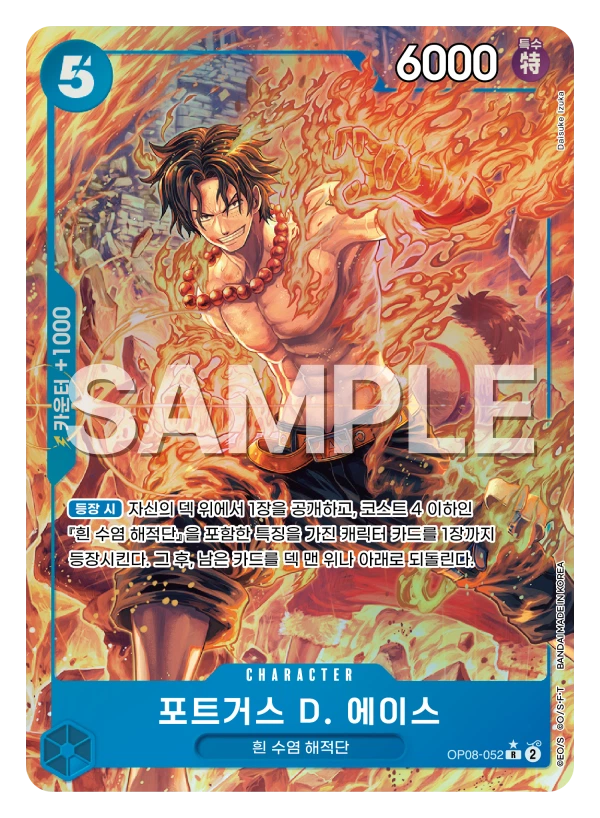 5
6000
특수
特
Daisuke Izuka
카운터 +1000
SAMPLE
등장 시 자신의 덱 위에서 1장을 공개하고, 코스트 4 이하인
『흰 수염 해적단』을 포함한 특징을 가진 캐릭터 카드를 1장까지
등장시킨다. 그 후, 남은 카드를 덱 맨 위나 아래로 되돌린다.
©EO/S ©O/S·F·T BANDAI MADE IN KOREA
CHARACTER
포트거스 D. 에이스
흰 수염 해적단
OP08-052 R 2